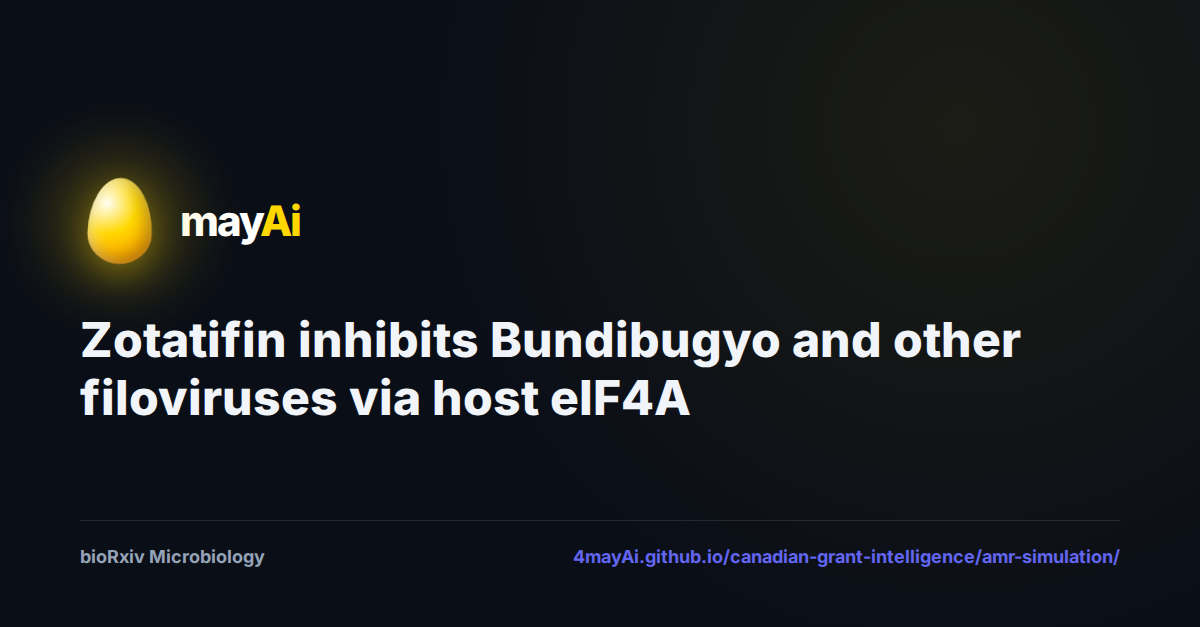 mayAi
Zotatifin inhibits Bundibugyo and other
filoviruses via host eIF4A
bioRxiv Microbiology
4mayAi.github.io/canadian-grant-intelligence/amr-simulation/